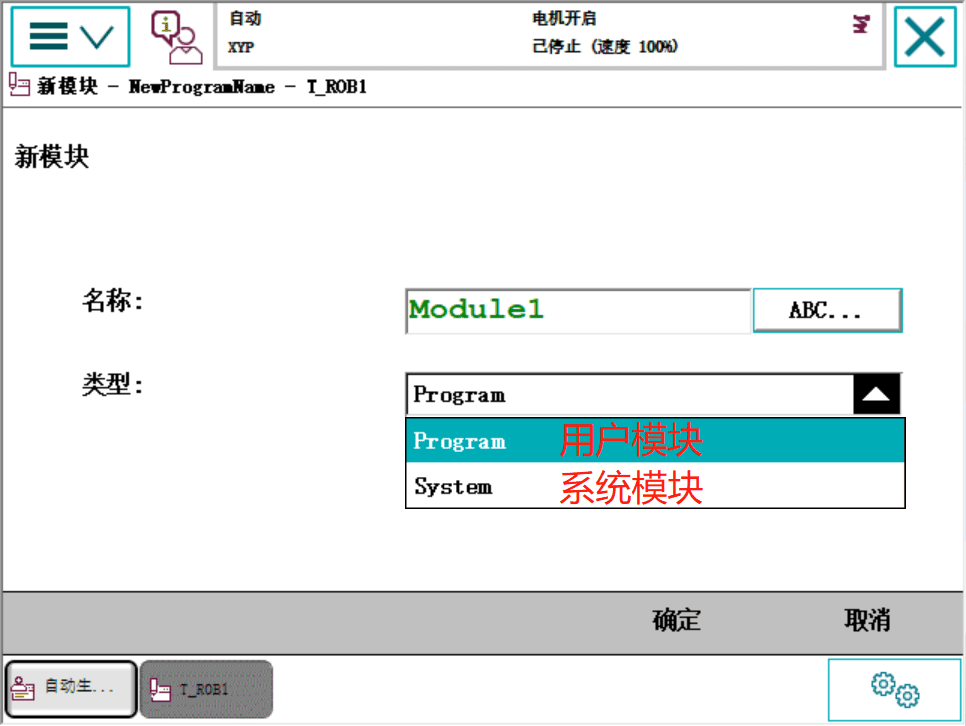 自动
XYP
电机开启
己停止 (速度 100%)
新模块 - NewProgramName - T_ROB1
新模块
名称:
Module1
ABC...
类型:
Program
Program 用户模块
System 系统模块
确定
取消
自动生...
T_ROB1